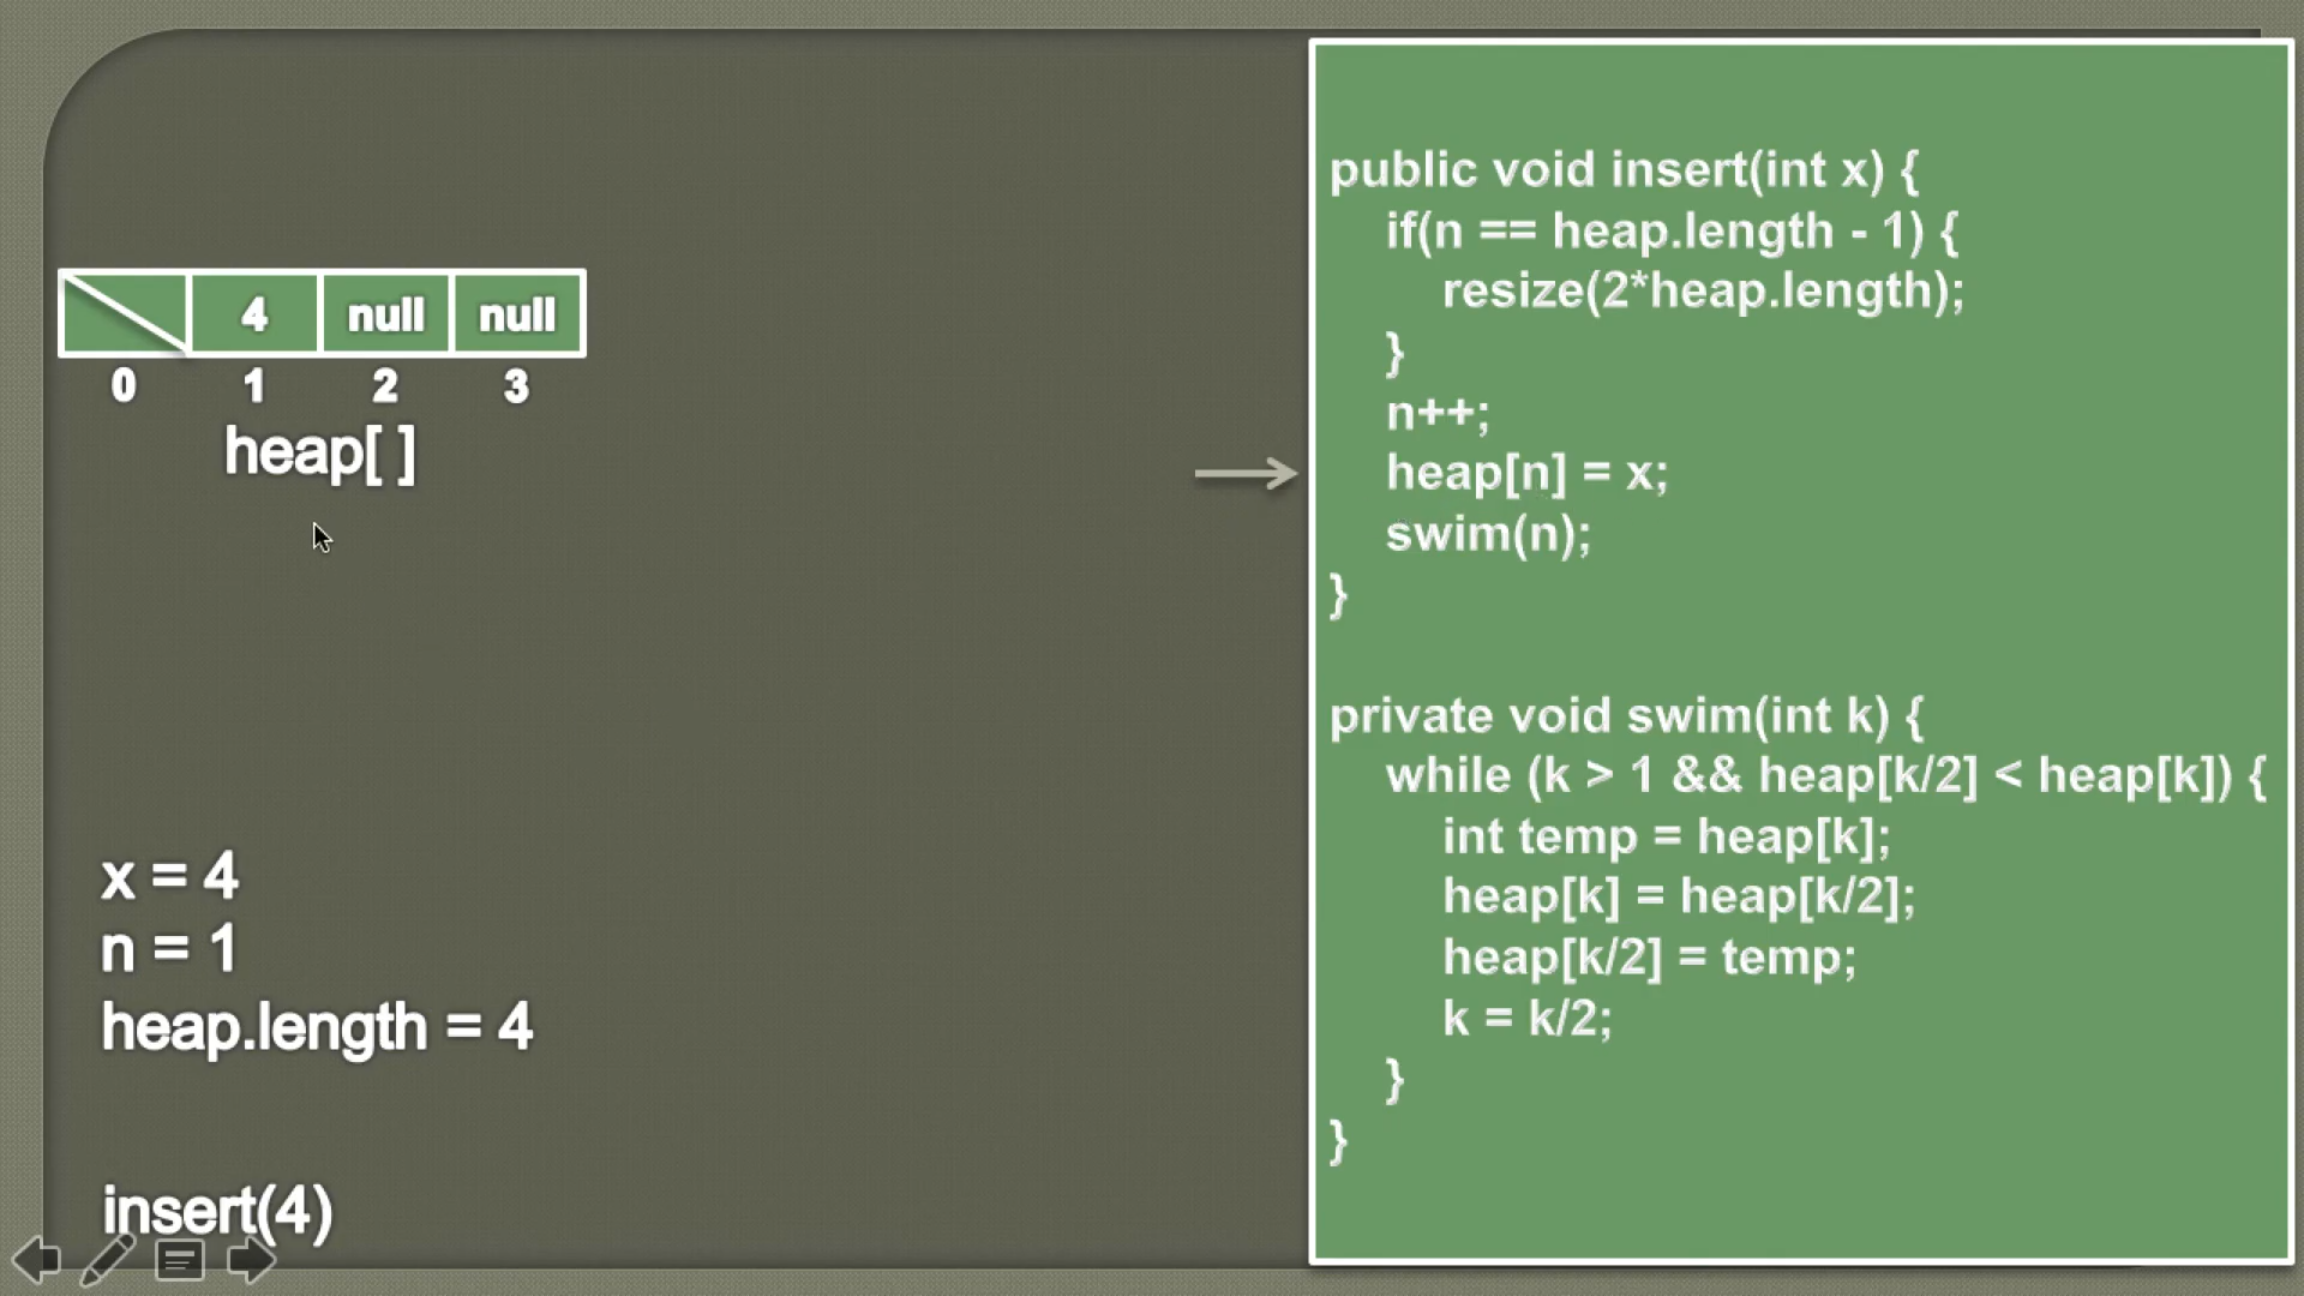 4 null null
0 1 2 3
heap[ ]
x = 4
n = 1
heap.length = 4
insert(4)
public void insert(int x) {
if(n == heap.length - 1) {
resize(2*heap.length);
}
n++;
heap[n] = x;
swim(n);
}
private void swim(int k) {
while (k > 1 && heap[k/2] < heap[k]) {
int temp = heap[k];
heap[k] = heap[k/2];
heap[k/2] = temp;
k = k/2;
}
}